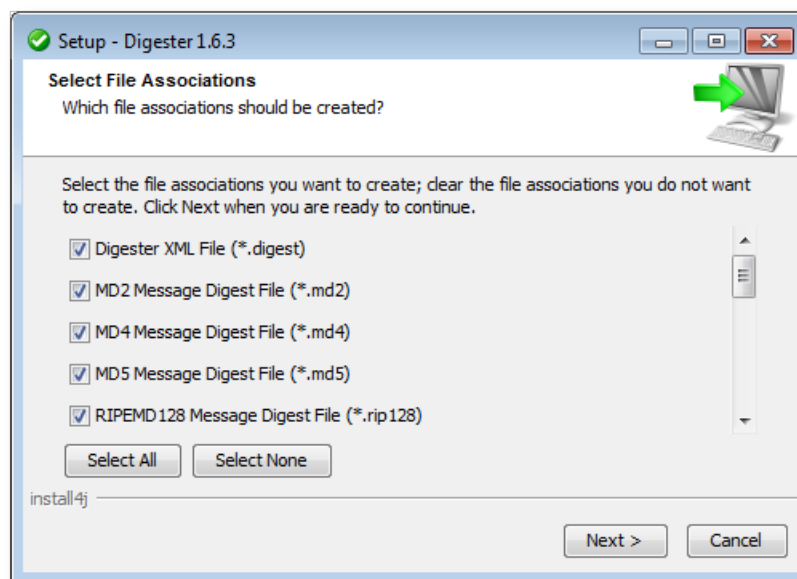 Setup - Digester 1.6.3
Select File Associations
Which file associations should be created?
Select the file associations you want to create; clear the file associations you do not want
to create. Click Next when you are ready to continue.
Digester XML File (*.digest)
MD2 Message Digest File (*.md2)
MD4 Message Digest File (*.md4)
MD5 Message Digest File (*.md5)
RIPEMD128 Message Digest File (*.rip128)
Select All Select None
install4j
Next > Cancel